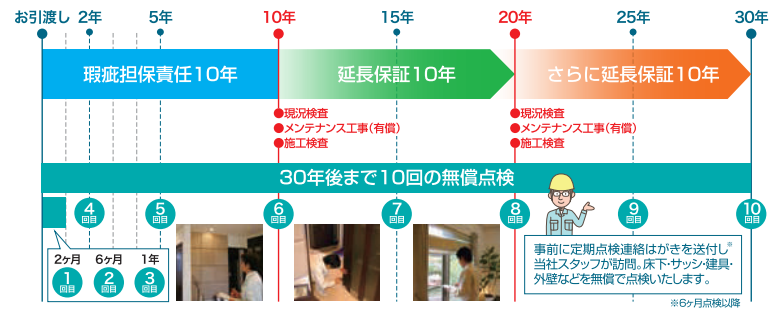 お引渡し 2年 5年 10年 15年 20年 25年 30年
瑕疵担保責任10年 延長保証10年 さらに延長保証10年
現況検査
メンテナンス工事(有償)
施工検査
現況検査
メンテナンス工事(有償)
施工検査
30年後まで10回の無償点検
4回目 5回目 6回目 7回目 8回目 9回目 10回目
2ヶ月 6ヶ月 1年
1回目 2回目 3回目
事前に定期点検連絡はがきを送付し※
当社スタッフが訪問。床下・サッシ・建具・
外壁などを無償で点検いたします。
※6ヶ月点検以降